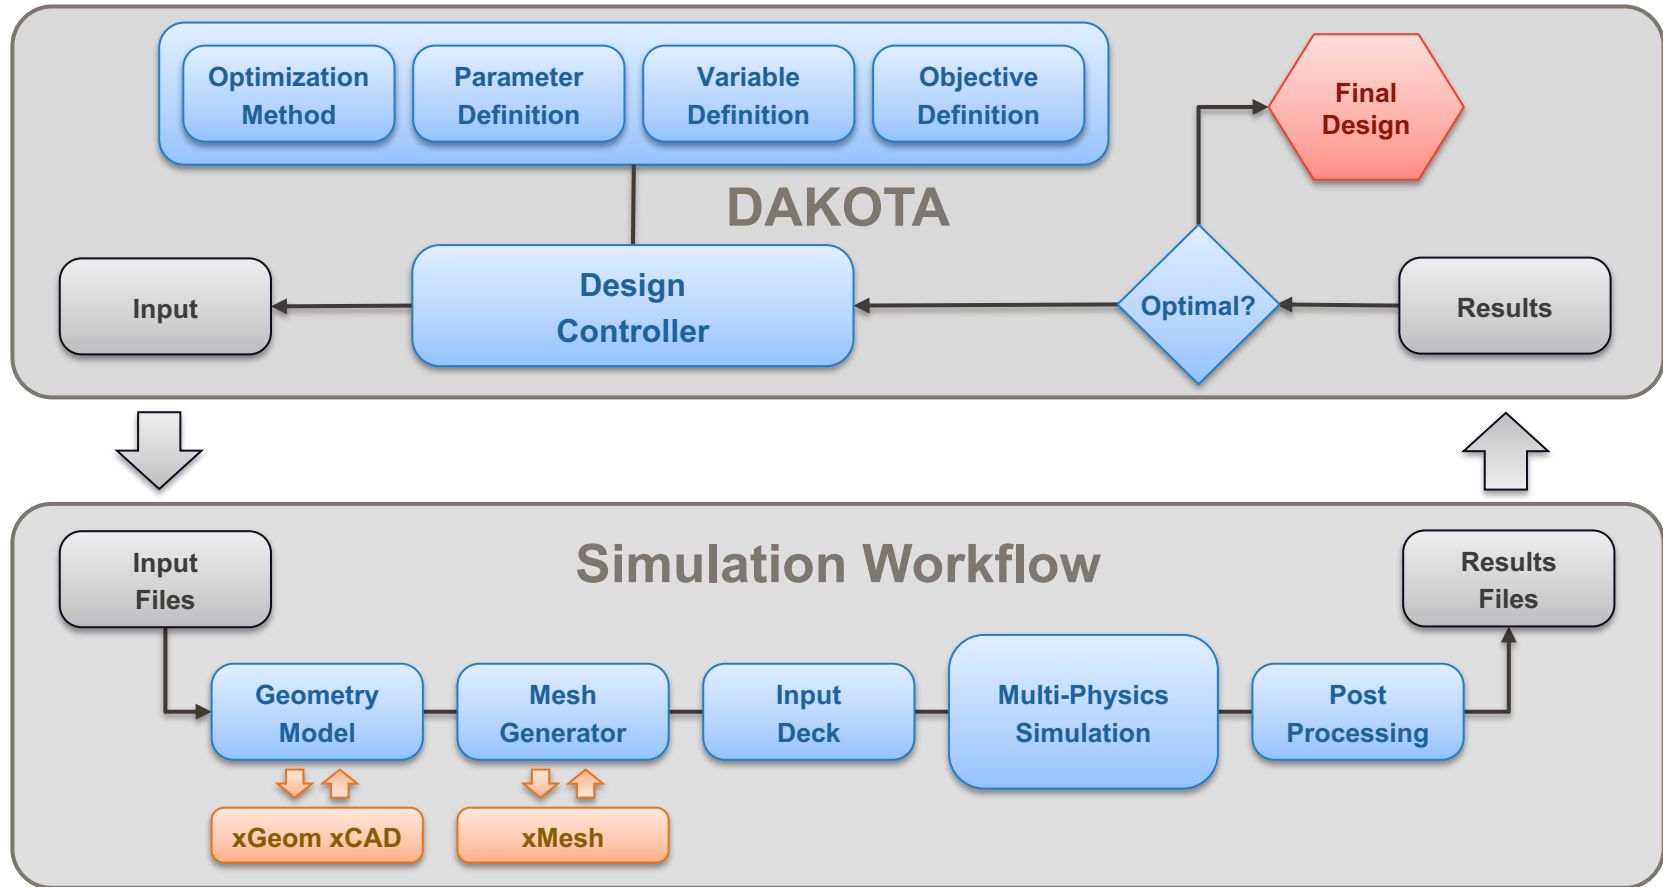 Optimization
Method
Parameter
Definition
Variable
Definition
Objective
Definition
Final
Design
DAKOTA
Input
Design
Controller
Optimal?
Results
Simulation Workflow
Input
Files
Results
Files
Geometry
Model
Mesh
Generator
Input
Deck
Multi-Physics
Simulation
Post
Processing
xGeom xCAD
xMesh